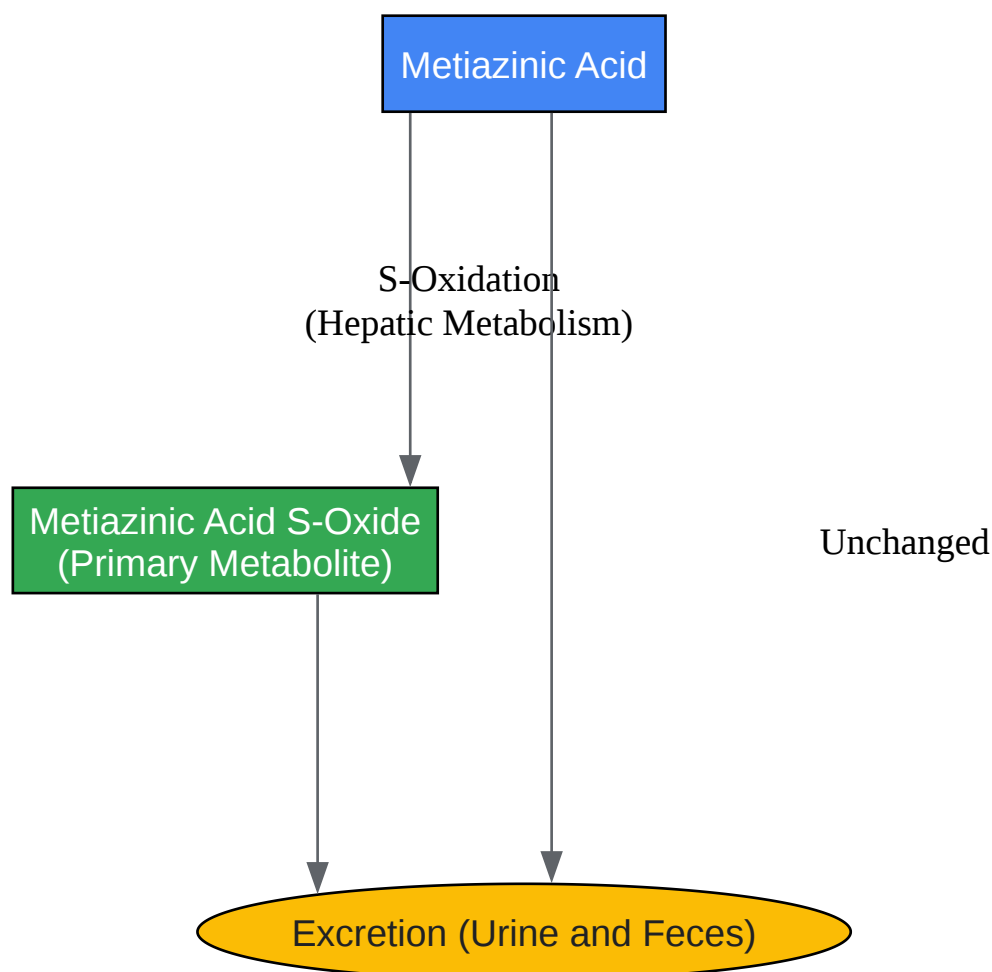 Metiazinic Acid
S-Oxidation
(Hepatic Metabolism)
Metiazinic Acid S-Oxide
(Primary Metabolite)
Unchanged
Excretion (Urine and Feces)